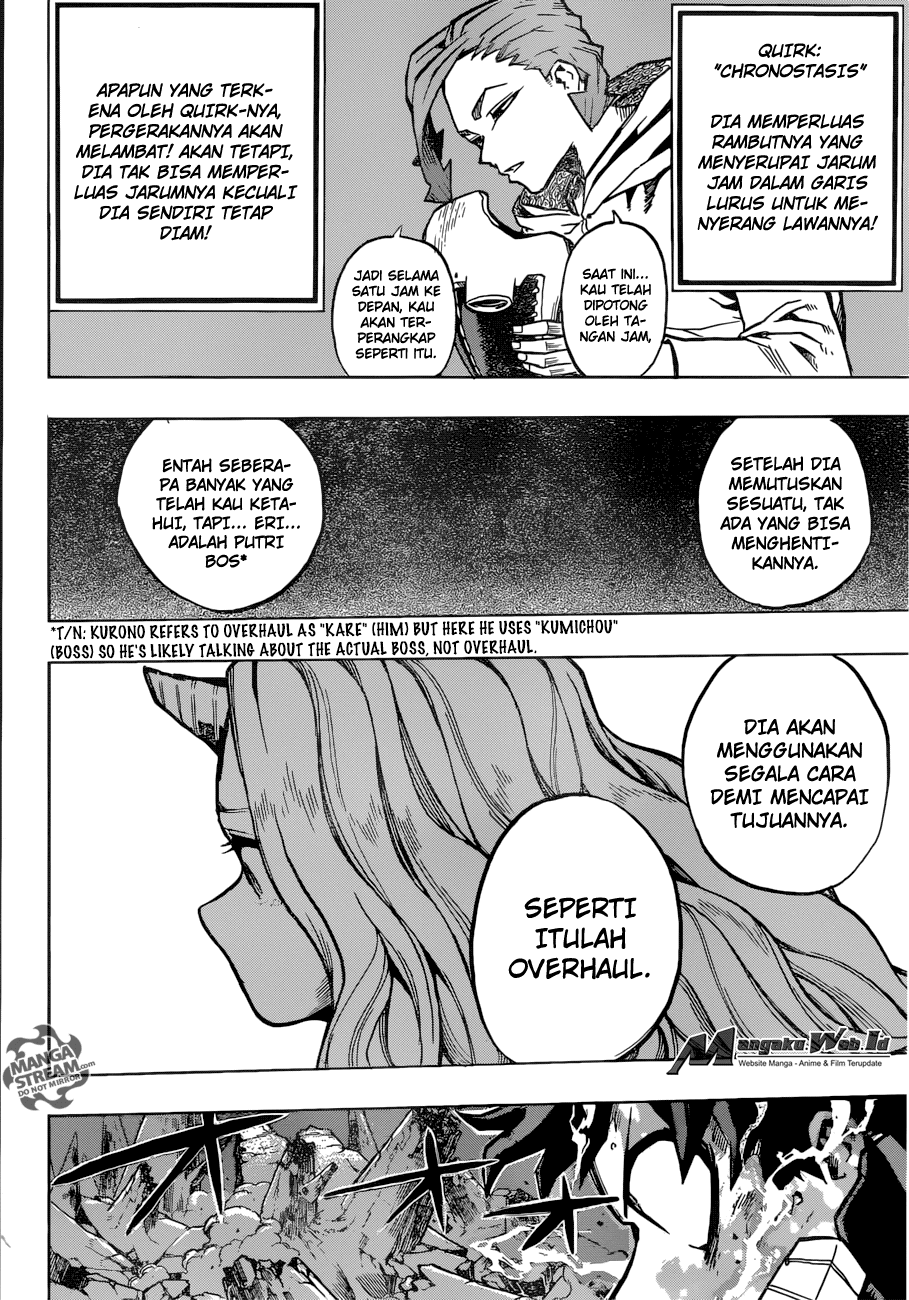 QUIRK:
"CHRONOSTASIS"
DIA MEMPERLUAS
RAMBUTNYA YANG
MENYERUPAI JARUM
JAM DALAM GARIS
LURUS UNTUK ME-
NYERANG LAWANNYA!
APAPUN YANG TERK-
ENA OLEH QUIRK-NYA,
PERGERAKANNYA AKAN
MELAMBAT! AKAN TETAPI,
DIA TAK BISA MEMPER-
LUAS JARUMNYA KECUALI
DIA SENDIRI TETAP
DIAM!
SAAT INI...
KAU TELAH
DIPOTONG
OLEH TA-
NGAN JAM,
JADI SELAMA
SATU JAM KE
DEPAN, KAU
AKAN TER-
PERANGKAP
SEPERTI ITU.
SETELAH DIA
MEMUTUSKAN
SESUATU, TAK
ADA YANG BISA
MENGHENTI-
KANNYA.
ENTAH SEBERA-
PA BANYAK YANG
TELAH KAU KETA-
HUI, TAPI... ERI...
ADALAH PUTRI
BOS*
*T/N: KURONO REFERS TO OVERHAUL AS "KARE" (HIM) BUT HERE HE USES "KUMICHOU"
(BOSS) SO HE'S LIKELY TALKING ABOUT THE ACTUAL BOSS, NOT OVERHAUL.
DIA AKAN
MENGGUNAKAN
SEGALA CARA
DEMI MENCAPAI
TUJUANNYA.
SEPERTI
ITULAH
OVERHAUL.
MANGA
STREAM.com
DO NOT MIRROR
Mangaku.Web.Id
Website Manga - Anime & Film Terupdate